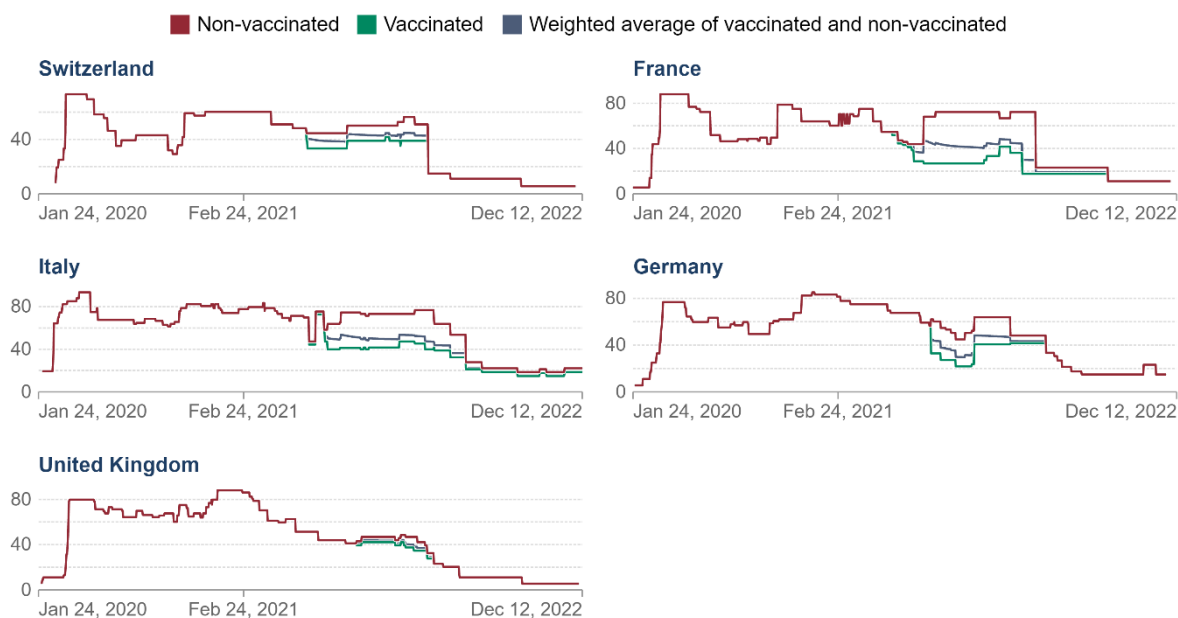 Non-vaccinated Vaccinated Weighted average of vaccinated and non-vaccinated
Switzerland
40
0
Jan 24, 2020 Feb 24, 2021 Dec 12, 2022
France
80
40
0
Jan 24, 2020 Feb 24, 2021 Dec 12, 2022
Italy
80
40
0
Jan 24, 2020 Feb 24, 2021 Dec 12, 2022
Germany
80
40
0
Jan 24, 2020 Feb 24, 2021 Dec 12, 2022
United Kingdom
80
40
0
Jan 24, 2020 Feb 24, 2021 Dec 12, 2022